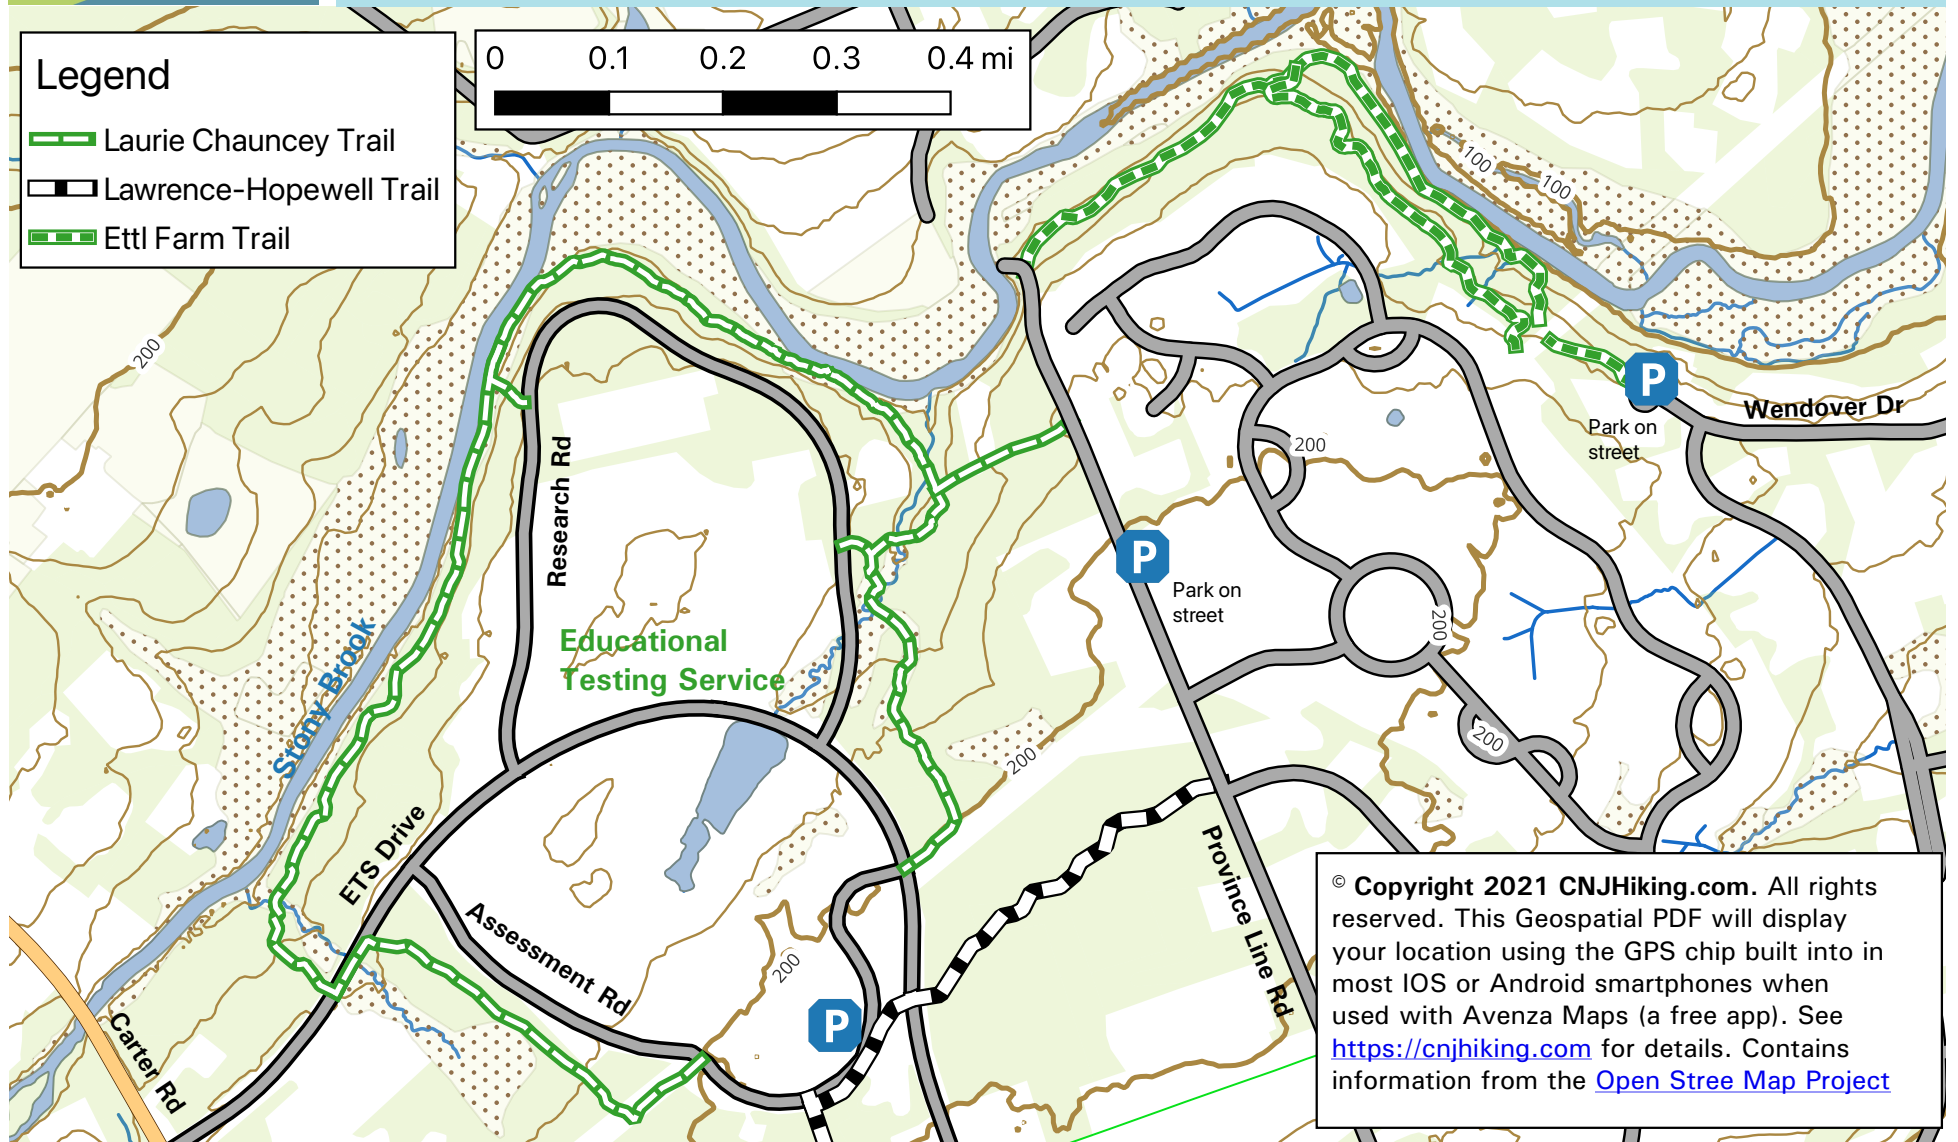 Legend
Laurie Chauncey Trail
Lawrence-Hopewell Trail
Ettl Farm Trail
0 0.1 0.2 0.3 0.4 mi
100
100
200
Wendover Dr
P
Park on
street
200
Research Rd
P
Park on
street
200
Educational
Testing Service
Stony Brook
200
200
ETS Drive
Assessment Rd
200
P
Carter Rd
Province Line Rd
© Copyright 2021 CNJHiking.com. All rights
reserved. This Geospatial PDF will display
your location using the GPS chip built into in
most IOS or Android smartphones when
used with Avenza Maps (a free app). See
https://cnjhiking.com for details. Contains
information from the Open Stree Map Project